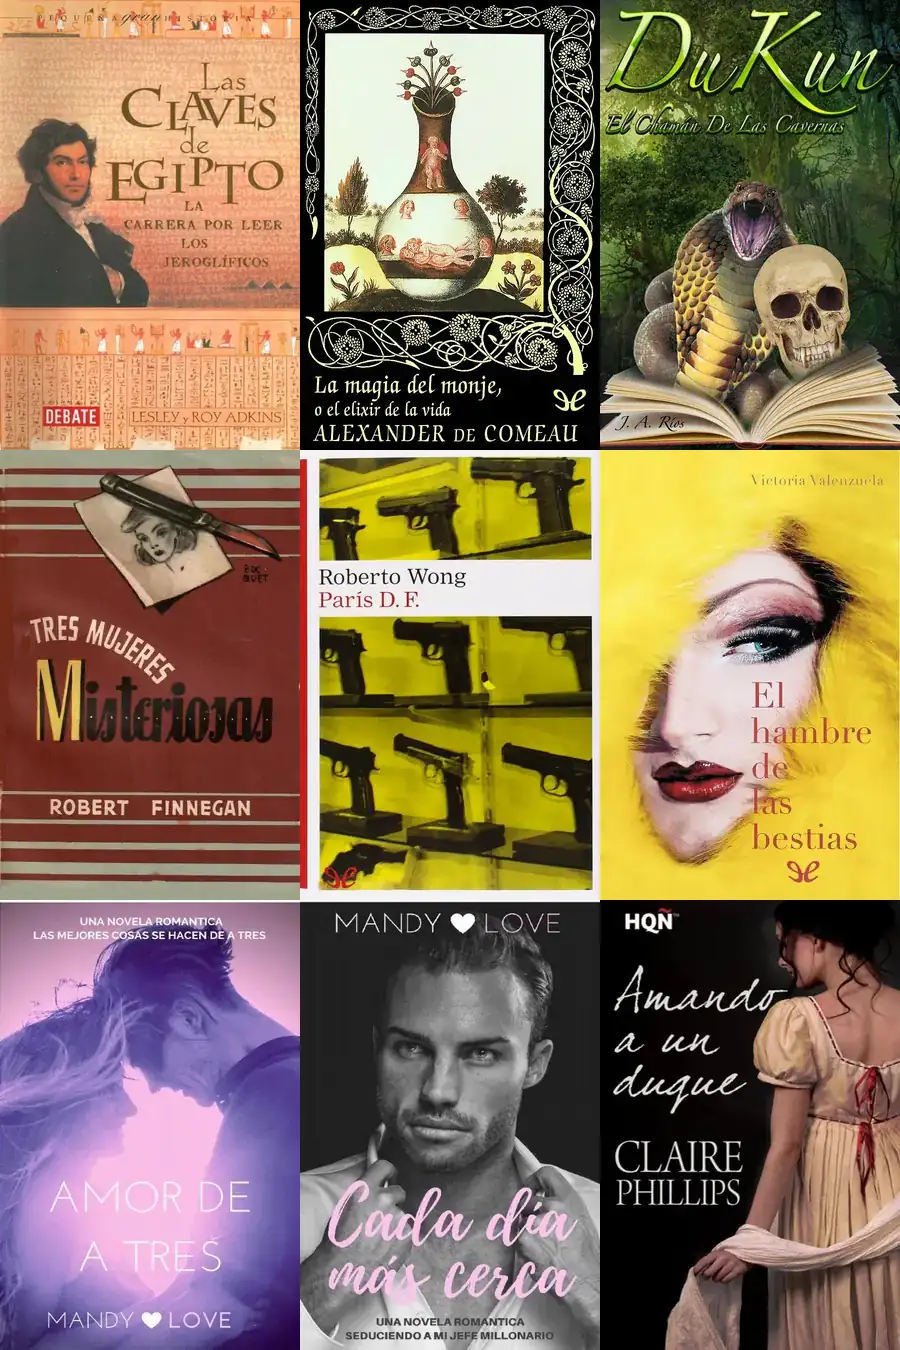 PEQUEÑA gran HISTORIA
Las
CLAVES
de
EGIPTO
LA
CARRERA POR LEER
LOS
JEROGLÍFICOS
DEBATE
LESLEY y ROY ADKINS
La magia del monje,
o el elixir de la vida
ALEXANDER DE COMEAU
DuKun
El Chamán De Las Cavernas
J. A. Ríos
TRES MUJERES
Misteriosas
ROBERT FINNEGAN
Roberto Wong
París D. F.
Victoria Valenzuela
El
hambre
de
las
bestias
UNA NOVELA ROMANTICA
LAS MEJORES COSAS SE HACEN DE A TRES
AMOR DE
A TRES
MANDY LOVE
MANDY LOVE
Cada día
más cerca
UNA NOVELA ROMANTICA
SEDUCIENDO A MI JEFE MILLONARIO
HQÑ
Amando
a un
duque
CLAIRE
PHILLIPS